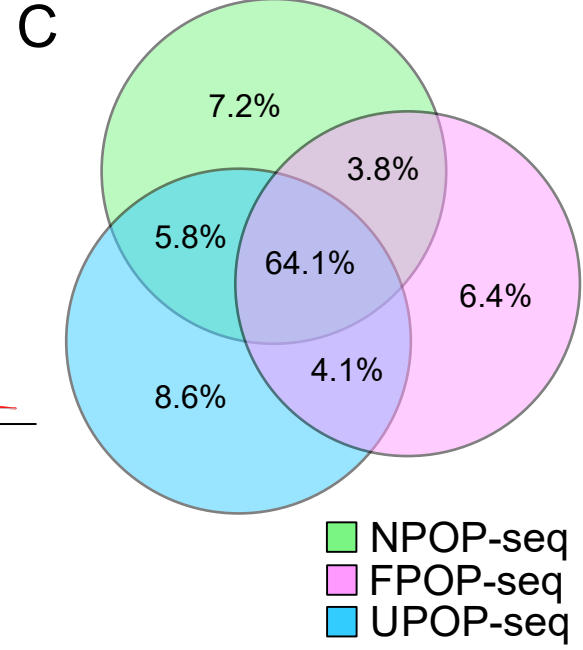 C
7.2%
3.8%
5.8%
64.1%
6.4%
4.1%
8.6%
NPOP-seq
FPOP-seq
UPOP-seq